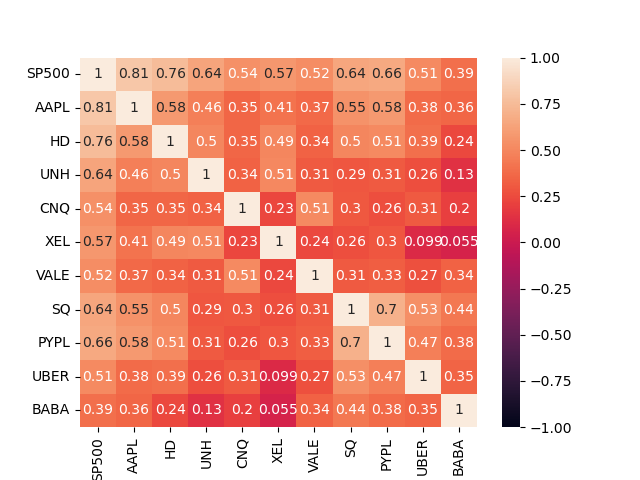 SP500 1 0.81 0.76 0.64 0.54 0.57 0.52 0.64 0.66 0.51 0.39
AAPL 0.81 1 0.58 0.46 0.35 0.41 0.37 0.55 0.58 0.38 0.36
HD 0.76 0.58 1 0.5 0.35 0.49 0.34 0.5 0.51 0.39 0.24
UNH 0.64 0.46 0.5 1 0.34 0.51 0.31 0.29 0.31 0.26 0.13
CNQ 0.54 0.35 0.35 0.34 1 0.23 0.51 0.3 0.26 0.31 0.2
XEL 0.57 0.41 0.49 0.51 0.23 1 0.24 0.26 0.3 0.099 0.055
VALE 0.52 0.37 0.34 0.31 0.51 0.24 1 0.31 0.33 0.27 0.34
SQ 0.64 0.55 0.5 0.29 0.3 0.26 0.31 1 0.7 0.53 0.44
PYPL 0.66 0.58 0.51 0.31 0.26 0.3 0.33 0.7 1 0.47 0.38
UBER 0.51 0.38 0.39 0.26 0.31 0.099 0.27 0.53 0.47 1 0.35
BABA 0.39 0.36 0.24 0.13 0.2 0.055 0.34 0.44 0.38 0.35 1
SP500 AAPL HD UNH CNQ XEL VALE SQ PYPL UBER BABA
1.00
0.75
0.50
0.25
0.00
−0.25
−0.50
−0.75
−1.00